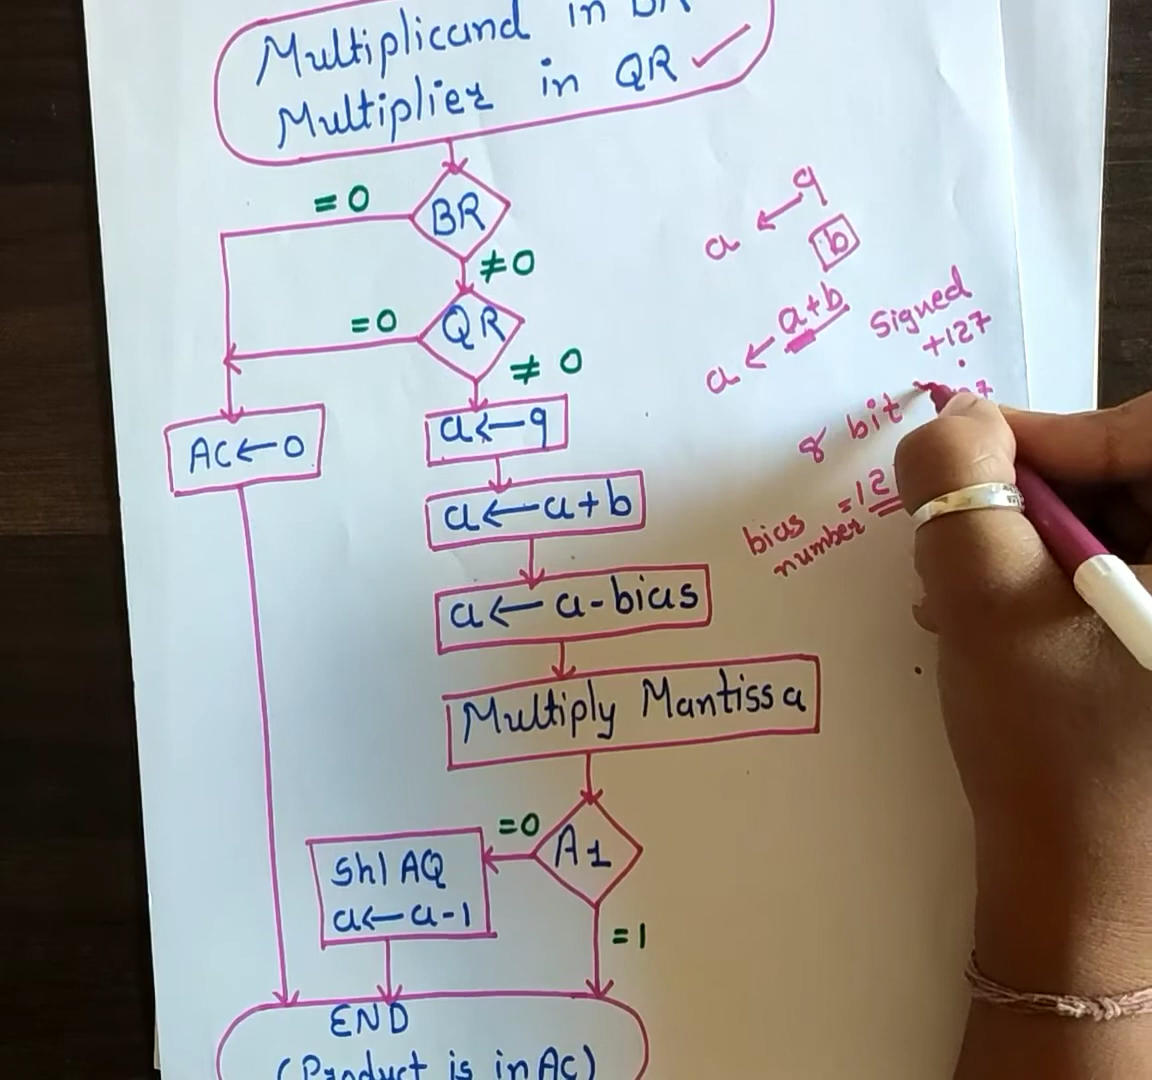 Multiplicand in BR
Multiplier in QR
= 0
BR
≠0
=0
QR
≠ 0
AC←0
a←q
a←a+b
a← a-bias
Multiply Mantissa
=0
A1
=1
Shl AQ
a←a-1
END
(Product is in AC)
a ← q
b
a ← a+b
Signed
+127
8 bit
bias
number =12